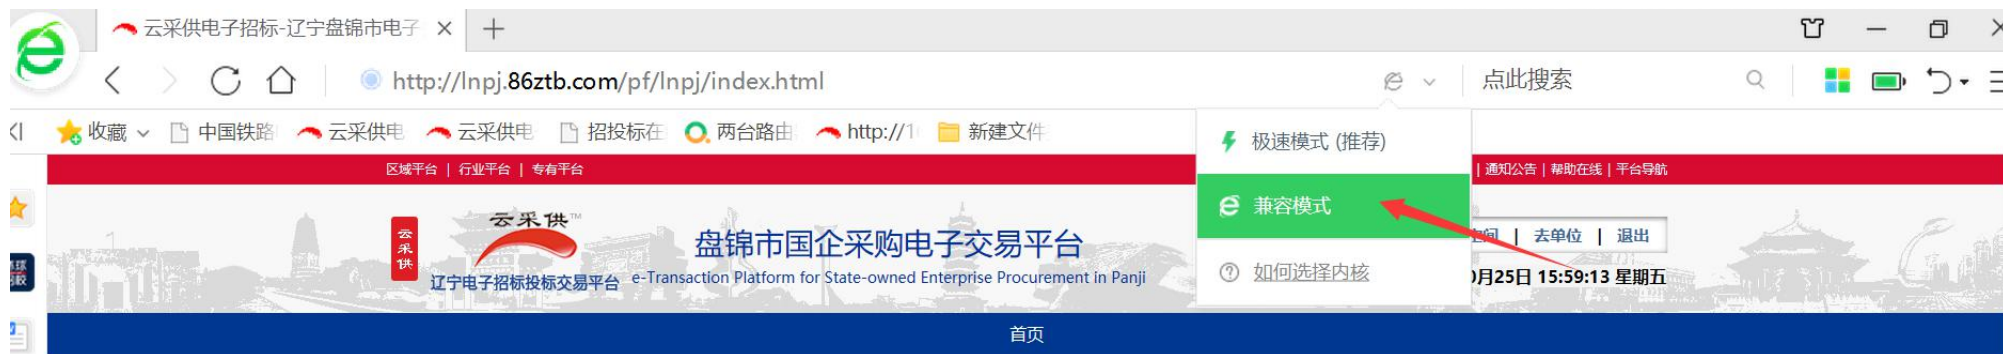 云采供电子招标-辽宁盘锦市电子
http://lnpj.86ztb.com/pf/lnpj/index.html
点此搜索
收藏 中国铁路 云采供电 云采供电 招投标在 两台路由 http://1 新建文件
极速模式 (推荐)
区域平台 | 行业平台 | 专有平台
| 通知公告 | 帮助在线 | 平台导航
兼容模式
云采供
云采供™
辽宁电子招标投标交易平台
盘锦市国企采购电子交易平台
e-Transaction Platform for State-owned Enterprise Procurement in Panji
| 去单位 | 退出
如何选择内核
月25日 15:59:13 星期五
首页